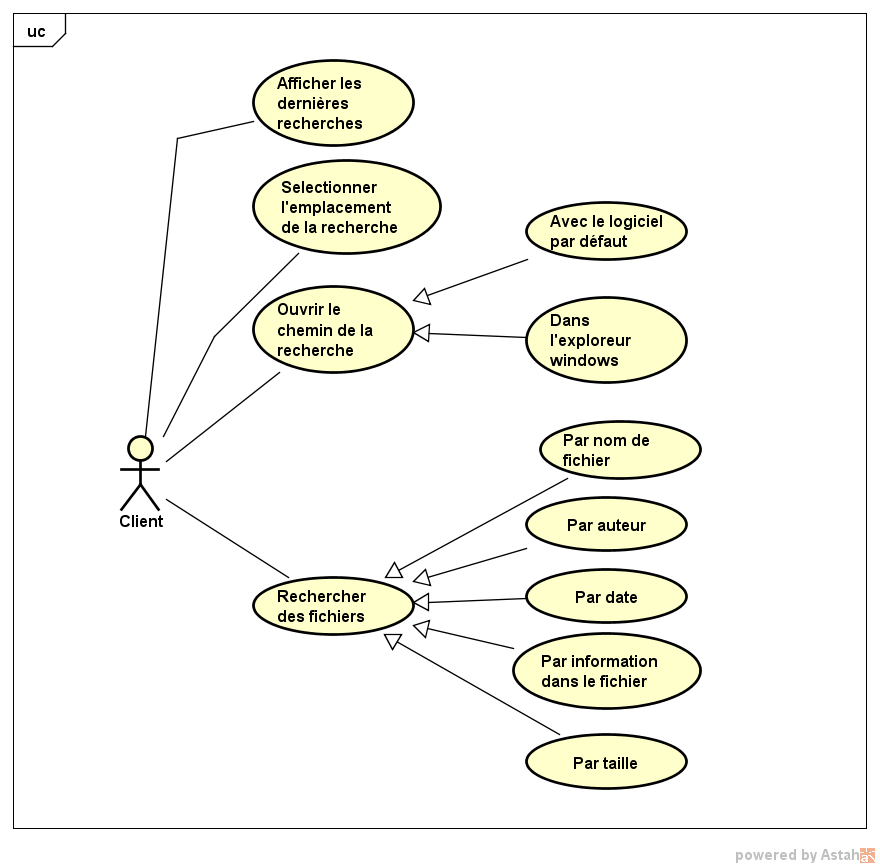 uc
Afficher les
dernières
recherches
Selectionner
l'emplacement
de la recherche
Ouvrir le
chemin de la
recherche
Avec le logiciel
par défaut
Dans
l'exploreur
windows
Client
Rechercher
des fichiers
Par nom de
fichier
Par auteur
Par date
Par information
dans le fichier
Par taille
powered by Astah